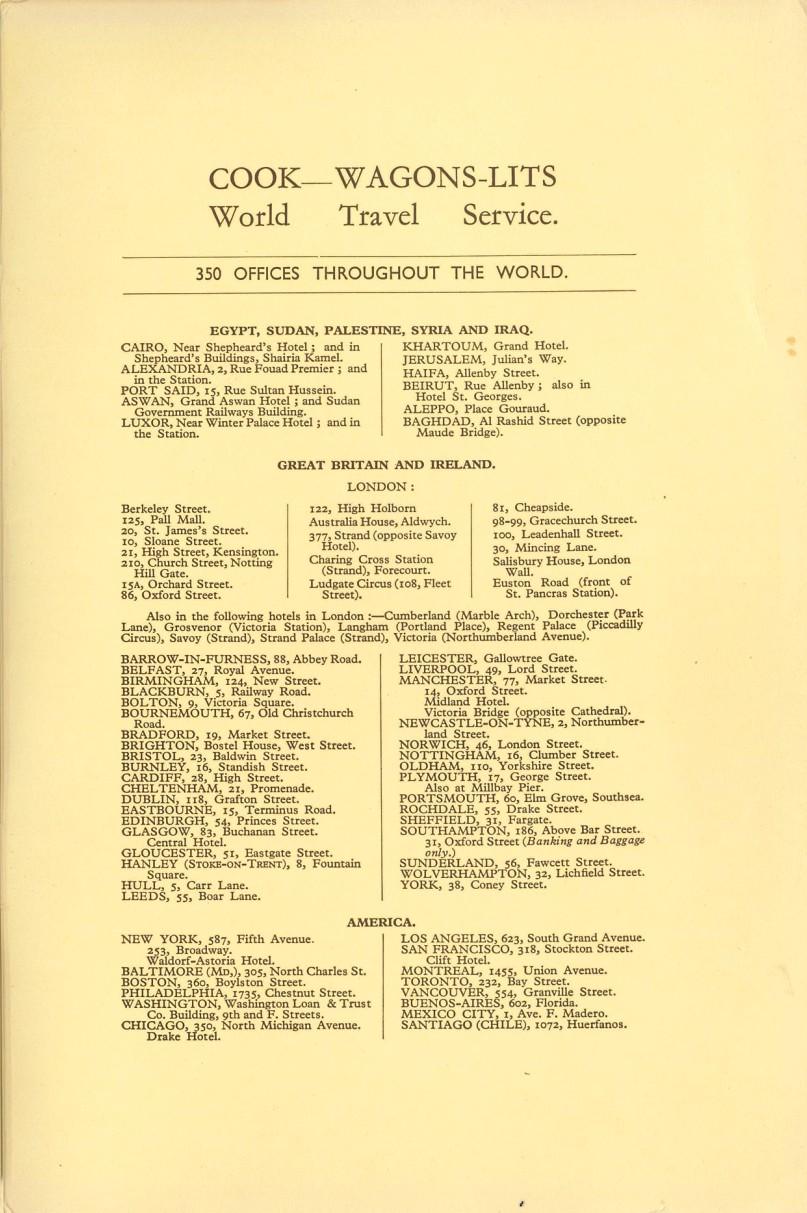 COOK—WAGONS-LITS
World Travel Service.
350 OFFICES THROUGHOUT THE WORLD.
EGYPT, SUDAN, PALESTINE, SYRIA AND IRAQ.
CAIRO, Near Shepheard's Hotel ; and in
Shepheard's Buildings, Shairia Kamel.
ALEXANDRIA, 2, Rue Fouad Premier ; and
in the Station.
PORT SAID, 15, Rue Sultan Hussein.
ASWAN, Grand Aswan Hotel ; and Sudan
Government Railways Building.
LUXOR, Near Winter Palace Hotel ; and in
the Station.
KHARTOUM, Grand Hotel.
JERUSALEM, Julian's Way.
HAIFA, Allenby Street.
BEIRUT, Rue Allenby ; also in
Hotel St. Georges.
ALEPPO, Place Gouraud.
BAGHDAD, Al Rashid Street (opposite
Maude Bridge).
GREAT BRITAIN AND IRELAND.
LONDON :
Berkeley Street.
125, Pall Mall.
20, St. James's Street.
10, Sloane Street.
21, High Street, Kensington.
210, Church Street, Notting
Hill Gate.
15A, Orchard Street.
86, Oxford Street.
122, High Holborn
Australia House, Aldwych.
377, Strand (opposite Savoy
Hotel).
Charing Cross Station
(Strand), Forecourt.
Ludgate Circus (108, Fleet
Street).
81, Cheapside.
98-99, Gracechurch Street.
100, Leadenhall Street.
30, Mincing Lane.
Salisbury House, London
Wall.
Euston Road (front of
St. Pancras Station).
Also in the following hotels in London :—Cumberland (Marble Arch), Dorchester (Park
Lane), Grosvenor (Victoria Station), Langham (Portland Place), Regent Palace (Piccadilly
Circus), Savoy (Strand), Strand Palace (Strand), Victoria (Northumberland Avenue).
BARROW-IN-FURNESS, 88, Abbey Road.
BELFAST, 27, Royal Avenue.
BIRMINGHAM, 124, New Street.
BLACKBURN, 5, Railway Road.
BOLTON, 9, Victoria Square.
BOURNEMOUTH, 67, Old Christchurch
Road.
BRADFORD, 19, Market Street.
BRIGHTON, Bostel House, West Street.
BRISTOL, 23, Baldwin Street.
BURNLEY, 16, Standish Street.
CARDIFF, 28, High Street.
CHELTENHAM, 21, Promenade.
DUBLIN, 118, Grafton Street.
EASTBOURNE, 15, Terminus Road.
EDINBURGH, 54, Princes Street.
GLASGOW, 83, Buchanan Street.
Central Hotel.
GLOUCESTER, 51, Eastgate Street.
HANLEY (STOKE-ON-TRENT), 8, Fountain
Square.
HULL, 5, Carr Lane.
LEEDS, 55, Boar Lane.
LEICESTER, Gallowtree Gate.
LIVERPOOL, 49, Lord Street.
MANCHESTER, 77, Market Street.
14, Oxford Street.
Midland Hotel.
Victoria Bridge (opposite Cathedral).
NEWCASTLE-ON-TYNE, 2, Northumber-
land Street.
NORWICH, 46, London Street.
NOTTINGHAM, 16, Clumber Street.
OLDHAM, 110, Yorkshire Street.
PLYMOUTH, 17, George Street.
Also at Millbay Pier.
PORTSMOUTH, 60, Elm Grove, Southsea.
ROCHDALE, 55, Drake Street.
SHEFFIELD, 31, Fargate.
SOUTHAMPTON, 186, Above Bar Street.
31, Oxford Street (Banking and Baggage
only.)
SUNDERLAND, 56, Fawcett Street.
WOLVERHAMPTON, 32, Lichfield Street.
YORK, 38, Coney Street.
AMERICA.
NEW YORK, 587, Fifth Avenue.
253, Broadway.
Waldorf-Astoria Hotel.
BALTIMORE (MD,), 305, North Charles St.
BOSTON, 360, Boylston Street.
PHILADELPHIA, 1735, Chestnut Street.
WASHINGTON, Washington Loan & Trust
Co. Building, 9th and F. Streets.
CHICAGO, 350, North Michigan Avenue.
Drake Hotel.
LOS ANGELES, 623, South Grand Avenue.
SAN FRANCISCO, 318, Stockton Street.
Clift Hotel.
MONTREAL, 1455, Union Avenue.
TORONTO, 232, Bay Street.
VANCOUVER, 554, Granville Street.
BUENOS-AIRES, 602, Florida.
MEXICO CITY, 1, Ave. F. Madero.
SANTIAGO (CHILE), 1072, Huerfanos.